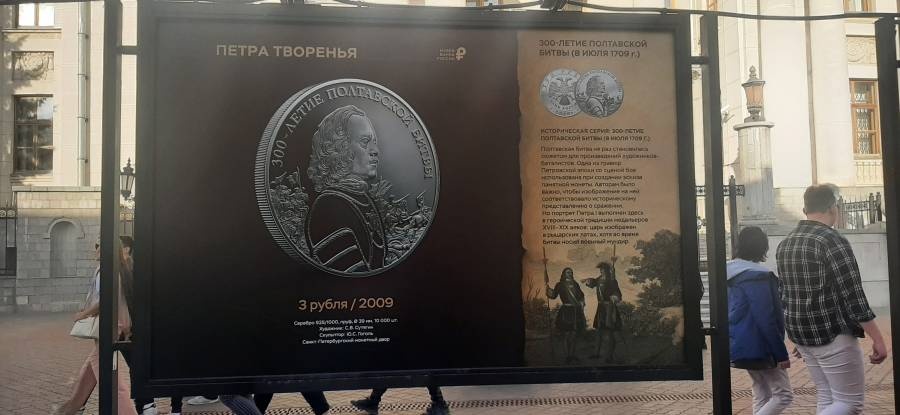 ПЕТРА ТВОРЕНЬЯ
МУЗЕЙ
БАНКА
РОССИИ
300-ЛЕТИЕ ПОЛТАВСКОЙ БИТВЫ
3 рубля / 2009
Серебро 925/1000, пруф, Ø 39 мм, 10 000 шт.
Художник: С.В. Сутягин
Скульптор: Ю.С. Гоголь
Санкт-Петербургский монетный двор
300-ЛЕТИЕ ПОЛТАВСКОЙ
БИТВЫ (8 ИЮЛЯ 1709 г.)
ИСТОРИЧЕСКАЯ СЕРИЯ: 300-ЛЕТИЕ
ПОЛТАВСКОЙ БИТВЫ (8 ИЮЛЯ 1709 Г.)
Полтавская битва не раз становилась
сюжетом для произведений художников-
баталистов. Одна из гравюр
Петровской эпохи со сценой боя
использована при создании эскиза
памятной монеты. Авторам было
важно, чтобы изображение на ней
соответствовало историческому
представлению о сражении.
Но портрет Петра I выполнен здесь
в героической традиции медальеров
XVIII–XIX веков: царь изображен
в рыцарских латах, хотя во время
битвы носил военный мундир.